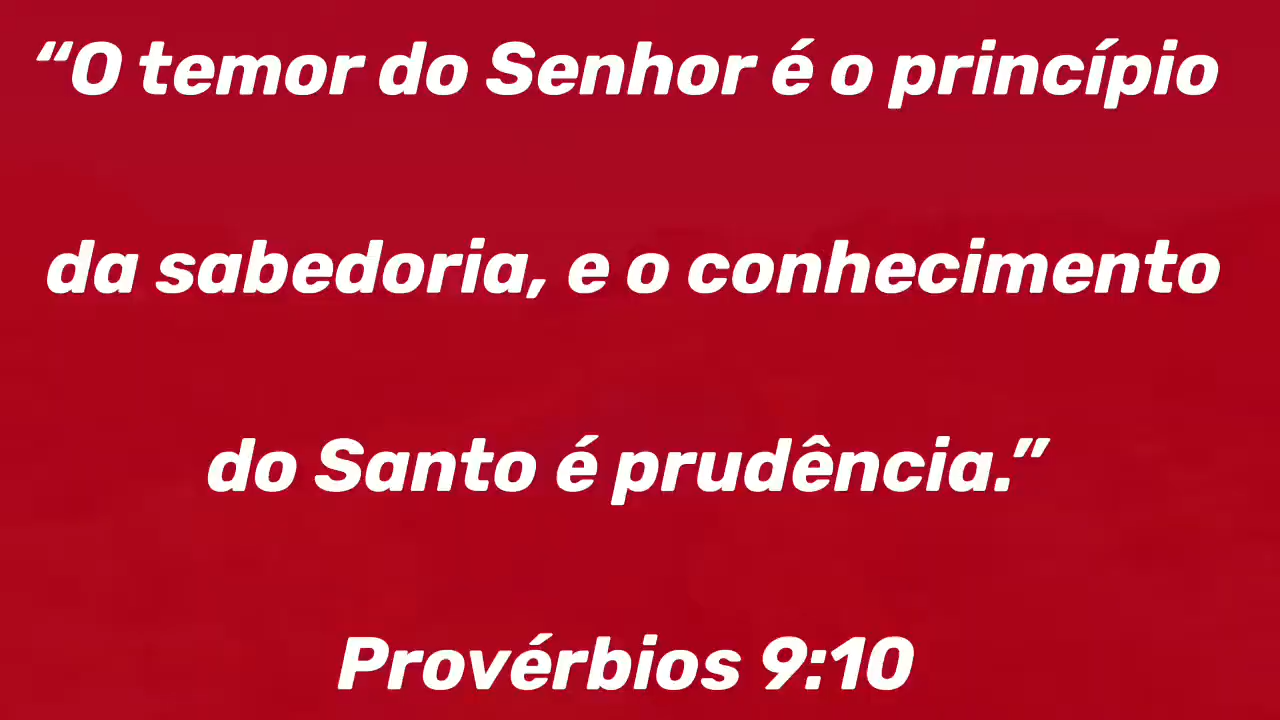 “O temor do Senhor é o princípio
da sabedoria, e o conhecimento
do Santo é prudência.”
Provérbios 9:10